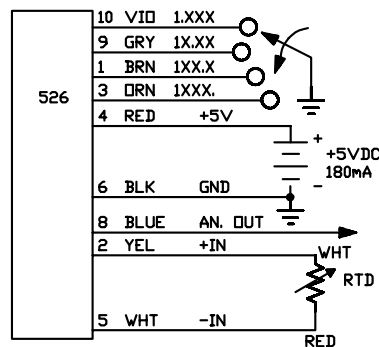 10 VIO 1.XXX
9 GRY 1X.XX
1 BRN 1XX.X
3 ORN 1XXX.
526
4 RED +5V
+
+5VDC
180mA
-
6 BLK GND
8 BLUE AN. OUT
2 YEL +IN
WHT
RTD
5 WHT -IN
RED